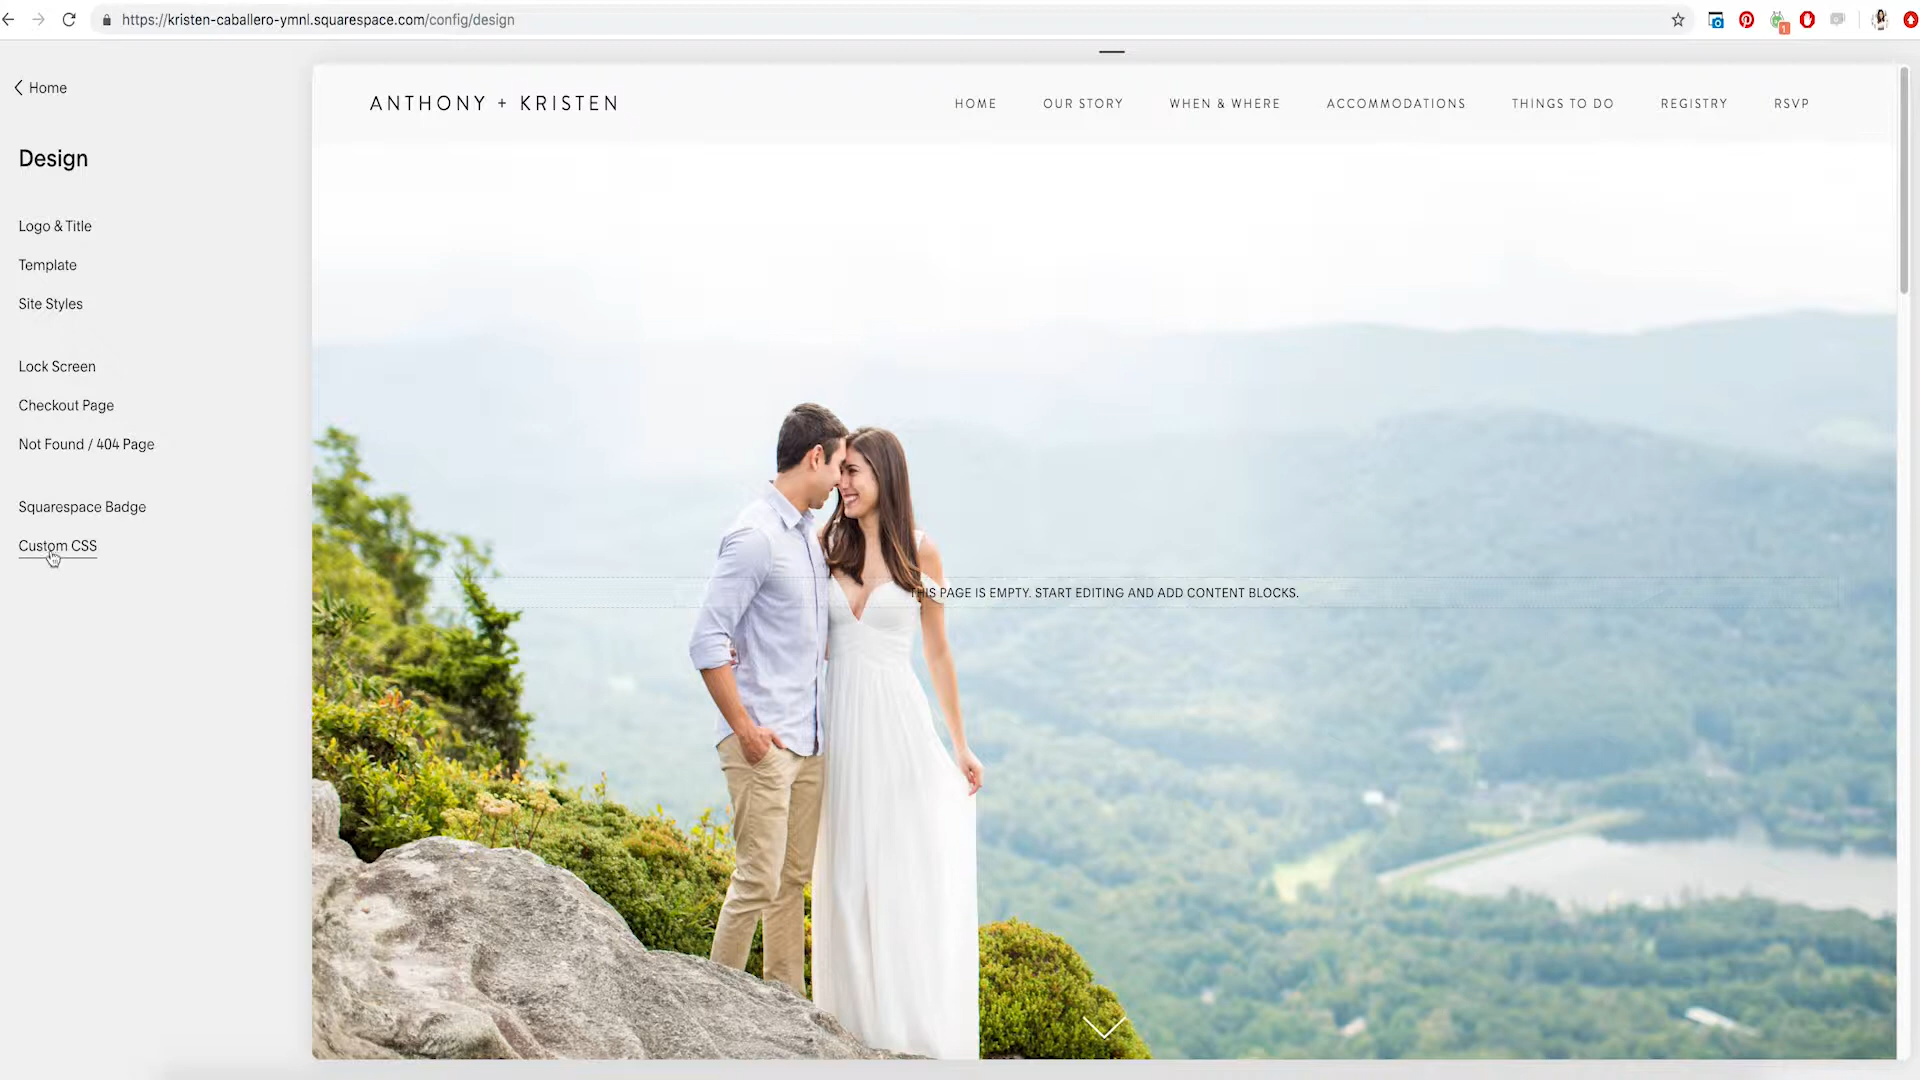 https://kristen-caballero-ymnl.squarespace.com/config/design
1
Home
Design
Logo & Title
Template
Site Styles
Lock Screen
Checkout Page
Not Found / 404 Page
Squarespace Badge
Custom CSS
ANTHONY + KRISTEN
HOME OUR STORY WHEN & WHERE ACCOMMODATIONS THINGS TO DO REGISTRY RSVP
THIS PAGE IS EMPTY. START EDITING AND ADD CONTENT BLOCKS.